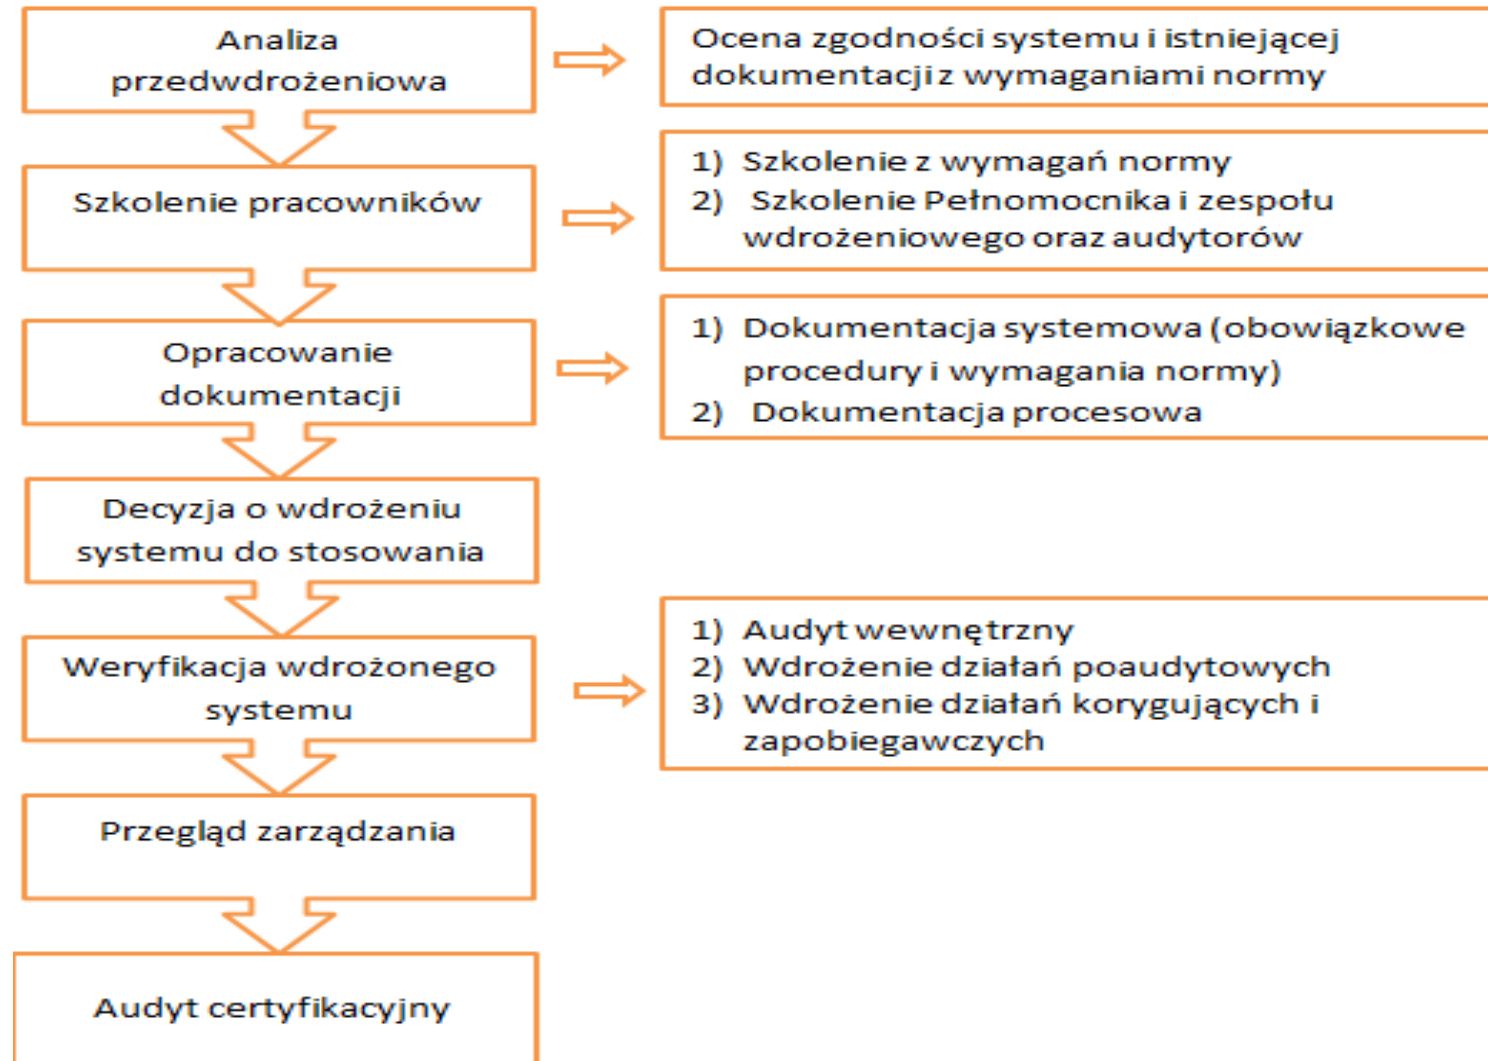 Analiza
przedwdrożeniowa
Ocena zgodności systemu i istniejącej
dokumentacji z wymaganiami normy
Szkolenie pracowników
1) Szkolenie z wymagań normy
2) Szkolenie Pełnomocnika i zespołu
wdrożeniowego oraz audytorów
Opracowanie
dokumentacji
1) Dokumentacja systemowa (obowiązkowe
procedury i wymagania normy)
2) Dokumentacja procesowa
Decyzja o wdrożeniu
systemu do stosowania
Weryfikacja wdrożonego
systemu
1) Audyt wewnętrzny
2) Wdrożenie działań poaudytowych
3) Wdrożenie działań korygujących i
zapobiegawczych
Przegląd zarządzania
Audyt certyfikacyjny